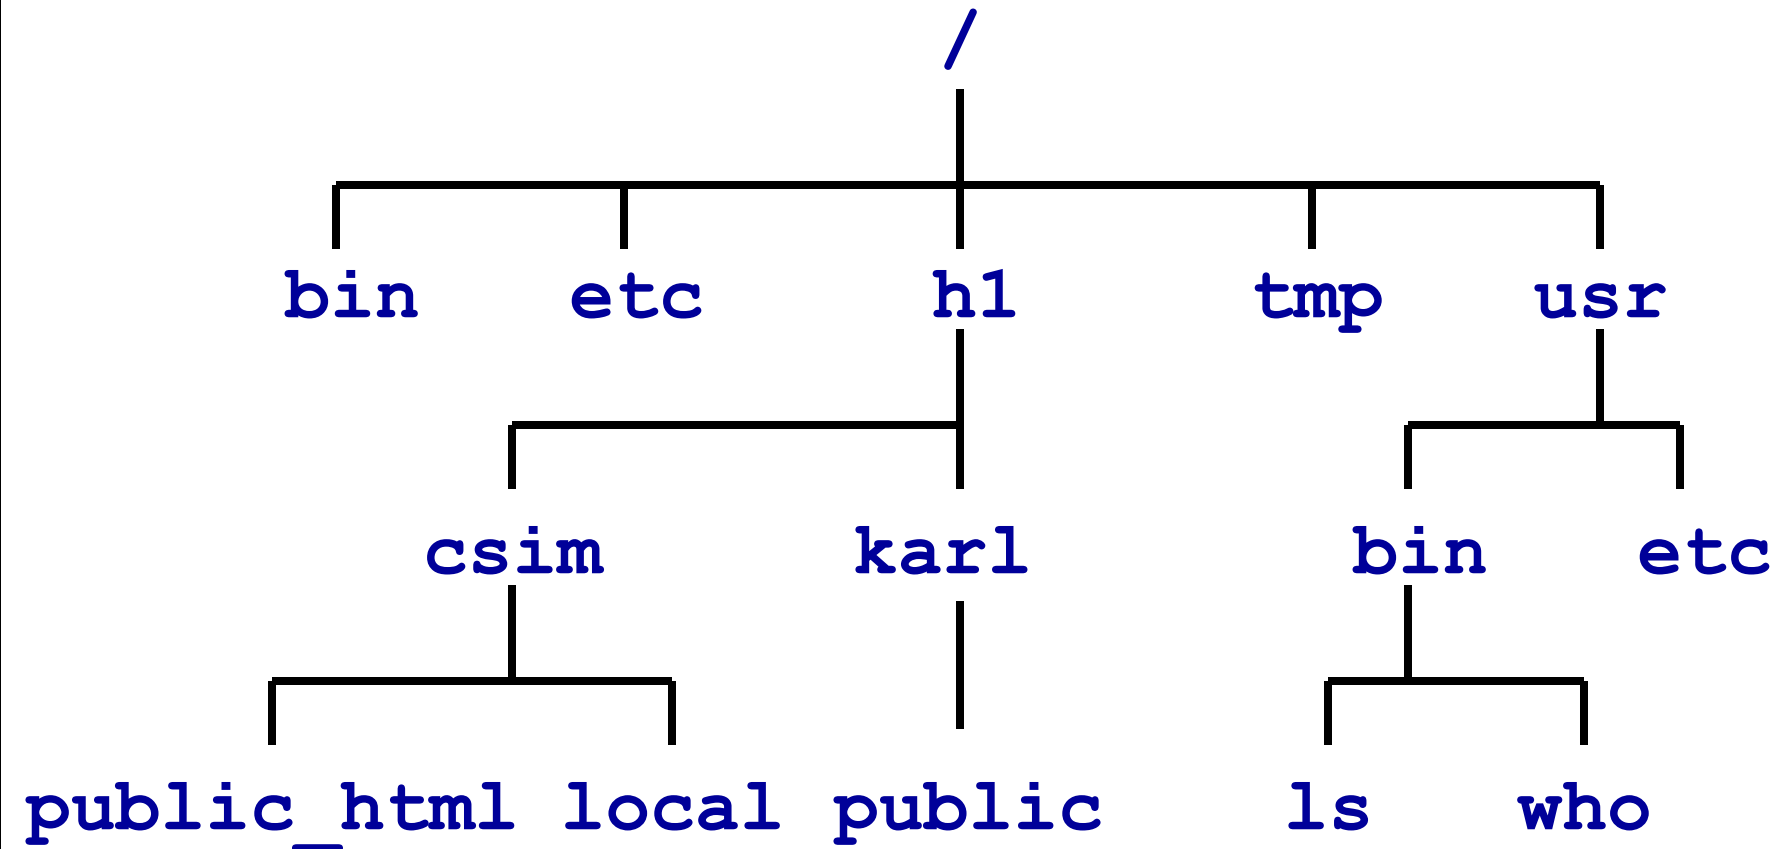 /
bin etc h1 tmp usr
csim karl bin etc
public_html local public ls who